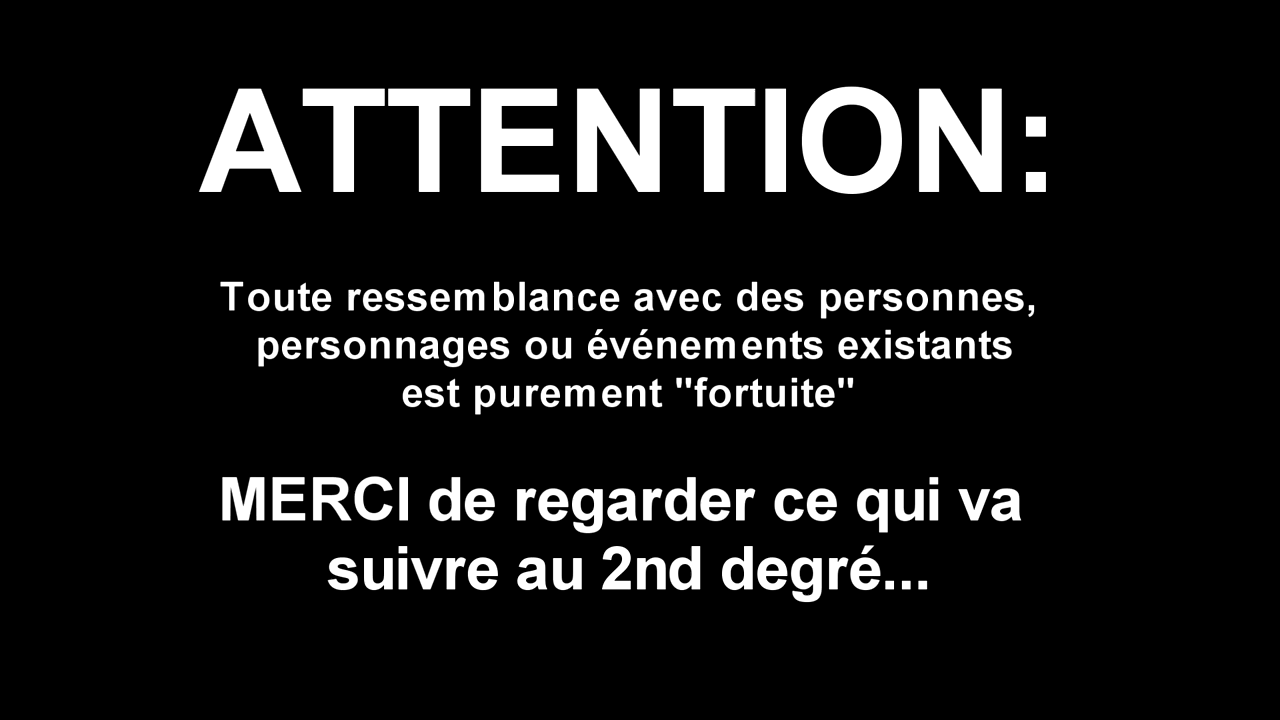 ATTENTION:
Toute ressemblance avec des personnes,
personnages ou événements existants
est purement "fortuite"
MERCI de regarder ce qui va
suivre au 2nd degré...